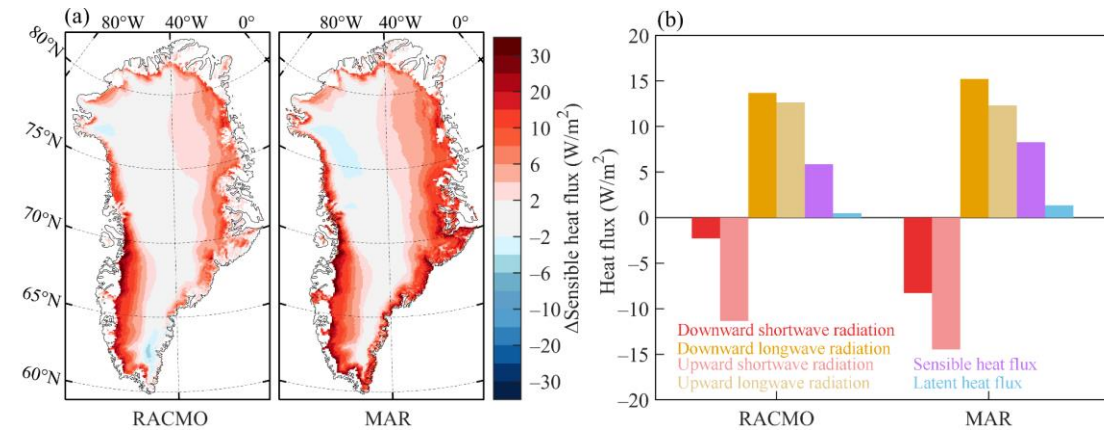 (a)
80°W 40°W 0° 80°W 40°W 0°
80°N
75°N
70°N
65°N
60°N
RACMO MAR
30
20
10
6
2
−2
−6
−10
−20
−30
ΔSensible heat flux (W/m²)
(b)
20
15
10
5
0
−5
−10
−15
−20
Heat flux (W/m²)
Downward shortwave radiation
Downward longwave radiation
Upward shortwave radiation
Upward longwave radiation
Sensible heat flux
Latent heat flux
RACMO MAR